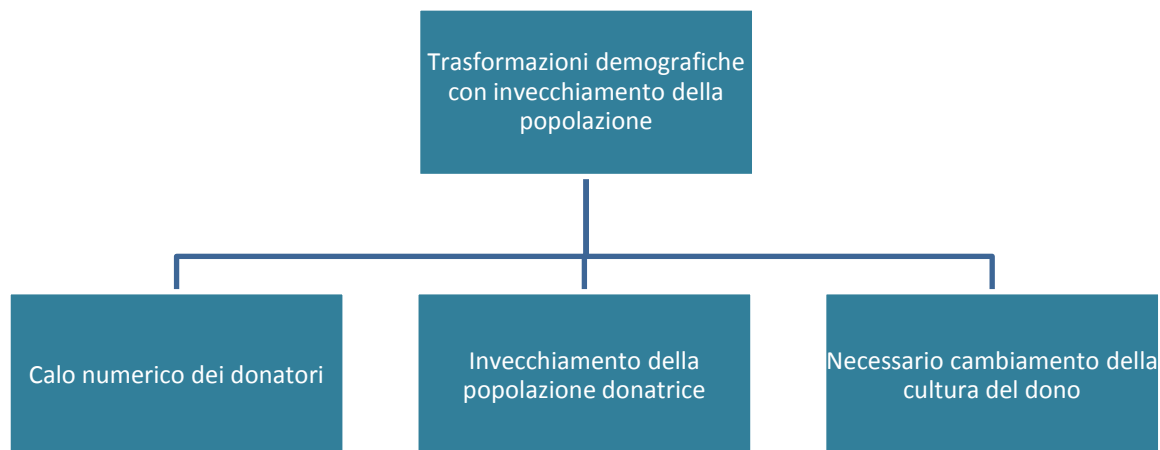 Trasformazioni demografiche
con invecchiamento della
popolazione
Calo numerico dei donatori
Invecchiamento della
popolazione donatrice
Necessario cambiamento della
cultura del dono